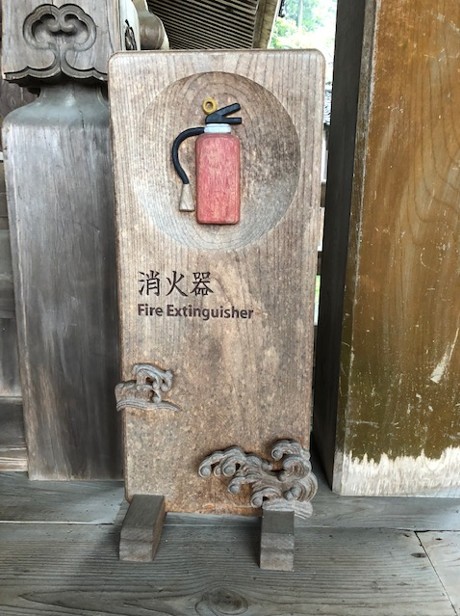 消火器
Fire Extinguisher